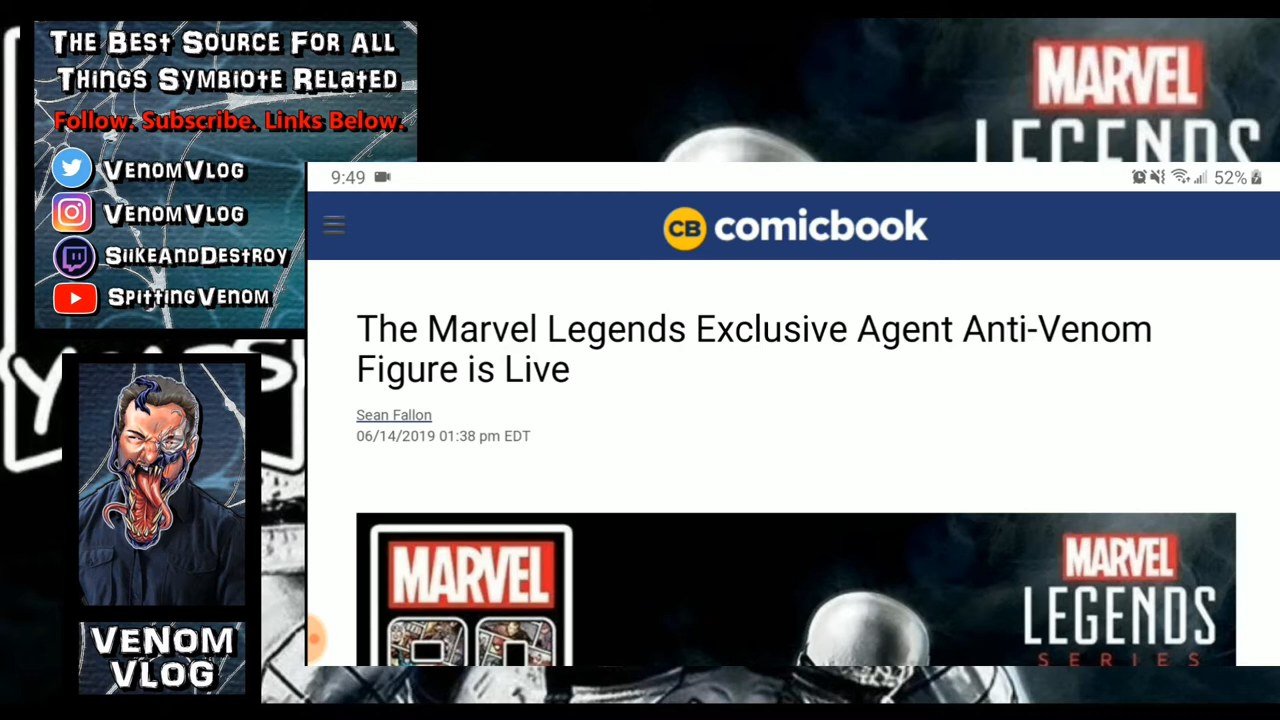 The Best Source For All
Things Symbiote Related
Follow. Subscribe. Links Below.
VenomVlog
VenomVlog
SiikeAndDestroy
SpittingVenom
VENOM
VLOG
MARVEL
LEGENDS
9:49
52%
CB comicbook
The Marvel Legends Exclusive Agent Anti-Venom
Figure is Live
Sean Fallon
06/14/2019 01:38 pm EDT
MARVEL
80
MARVEL
LEGENDS
SERIES